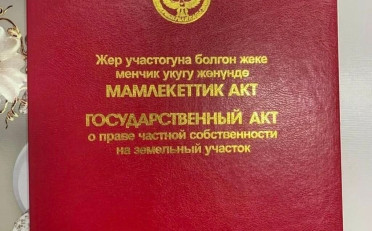 Жер участогуна болгон жеке
менчик укугу жөнүндө
МАМЛЕКЕТТИК АКТ
ГОСУДАРСТВЕННЫЙ АКТ
о праве частной собственности
на земельный участок